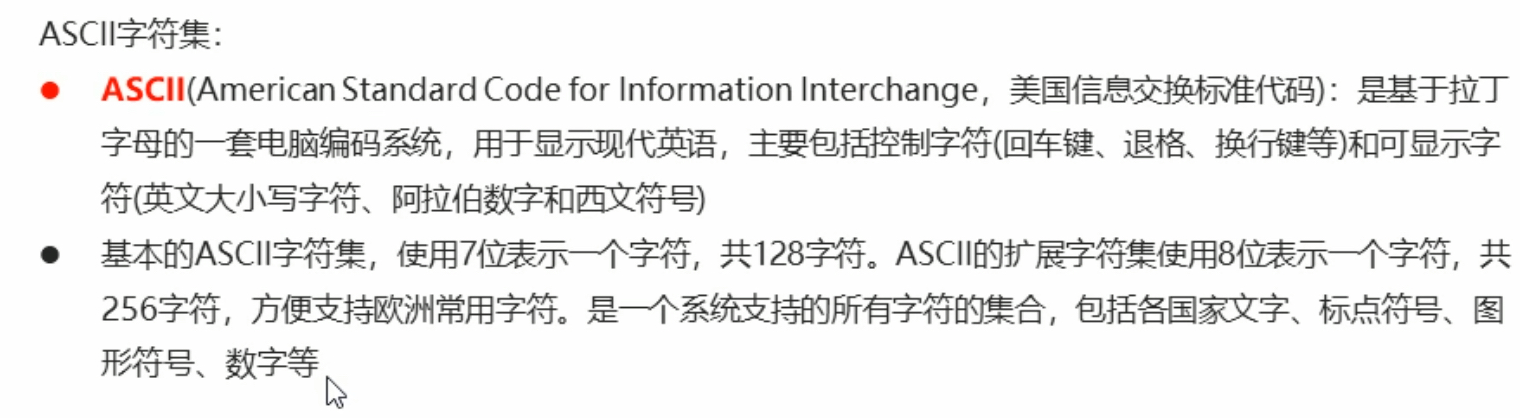 ASCII字符集：
● ASCII(American Standard Code for Information Interchange，美国信息交换标准代码)：是基于拉丁
字母的一套电脑编码系统，用于显示现代英语，主要包括控制字符(回车键、退格、换行键等)和可显示字
符(英文大小写字符、阿拉伯数字和西文符号)
● 基本的ASCII字符集，使用7位表示一个字符，共128字符。ASCII的扩展字符集使用8位表示一个字符，共
256字符，方便支持欧洲常用字符。是一个系统支持的所有字符的集合，包括各国家文字、标点符号、图
形符号、数字等